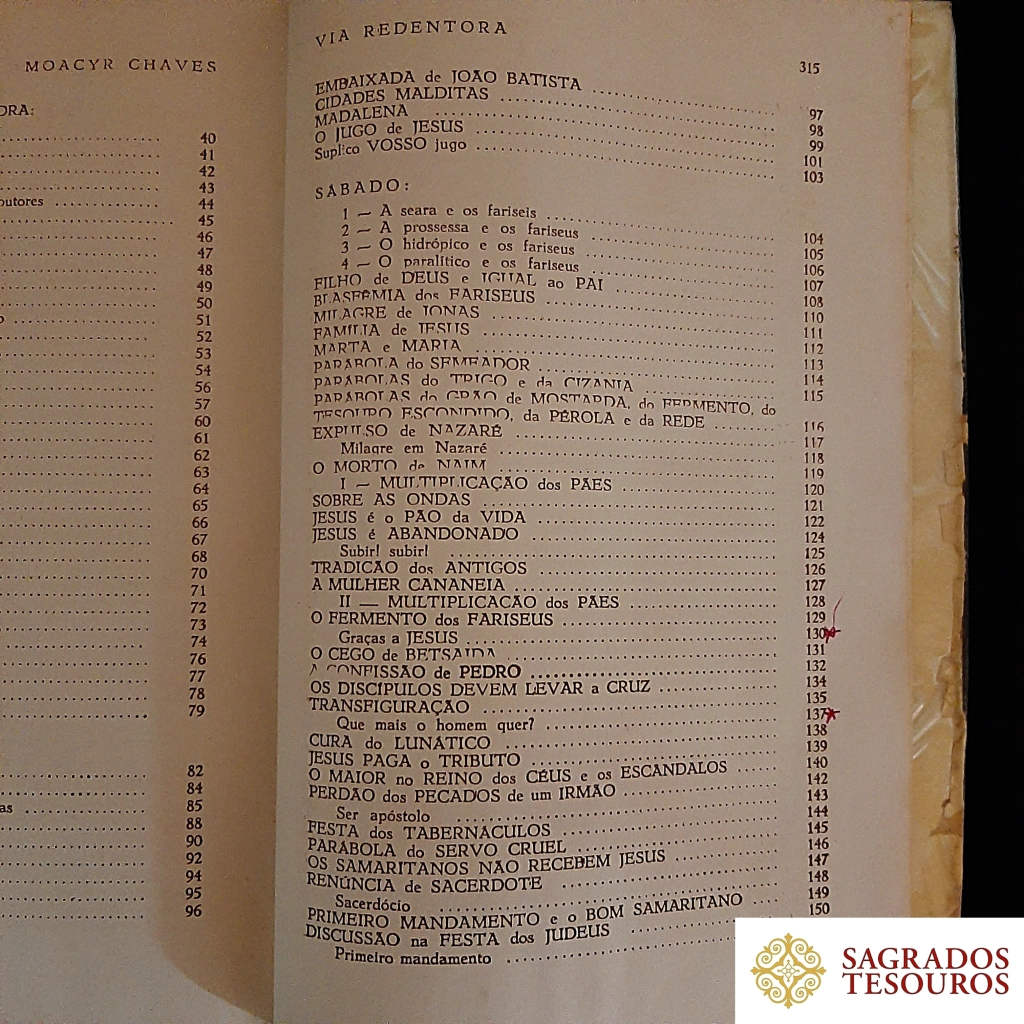 MOACYR CHAVES
DRA:
40
41
42
43
butores 44
45
46
47
48
49
50
o 51
52
53
54
56
57
60
61
62
63
64
65
66
67
68
70
71
72
73
74
76
77
78
79
82
84
as 85
88
90
92
94
95
96
VIA REDENTORA 315
EMBAIXADA de JOÃO BATISTA 97
CIDADES MALDITAS 98
MADALENA 99
O JUGO de JESUS 101
Suplico VOSSO jugo 103
SÁBADO:
1 — A seara e os fariseis 104
2 — A prossessa e os fariseus 105
3 — O hidrópico e os fariseus 106
4 — O paralítico e os fariseus 107
FILHO de DEUS e IGUAL ao PAI 108
BLASFÊMIA dos FARISEUS 110
MILAGRE de JONAS 111
FAMÍLIA de JESUS 112
MARTA e MARIA 113
PARÁBOLA do SEMEADOR 114
PARÁBOLAS do TRIGO e da CIZANIA 115
PARÁBOLAS do GRÃO de MOSTARDA, do FERMENTO, do
TESOURO ESCONDIDO, da PÉROLA e da REDE 116
EXPULSO de NAZARÉ 117
Milagre em Nazaré 118
O MORTO de NAIM 119
I — MULTIPLICAÇÃO dos PÃES 120
SOBRE AS ONDAS 121
JESUS é o PÃO da VIDA 122
JESUS é ABANDONADO 124
Subir! subir! 125
TRADIÇÃO dos ANTIGOS 126
A MULHER CANANEIA 127
II — MULTIPLICAÇÃO dos PÃES 128
O FERMENTO dos FARISEUS 129
Graças a JESUS 130
O CEGO de BETSAIDA 131
A CONFISSÃO de PEDRO 132
OS DISCÍPULOS DEVEM LEVAR a CRUZ 134
TRANSFIGURAÇÃO 135
Que mais o homem quer? 137
CURA do LUNÁTICO 138
JESUS PAGA o TRIBUTO 139
O MAIOR no REINO dos CÉUS e os ESCANDALOS 140
PERDÃO dos PECADOS de um IRMÃO 142
Ser apóstolo 143
FESTA dos TABERNÁCULOS 144
PARÁBOLA do SERVO CRUEL 145
OS SAMARITANOS NÃO RECEBEM JESUS 146
RENÚNCIA de SACERDOTE 147
Sacerdócio 148
PRIMEIRO MANDAMENTO e o BOM SAMARITANO 149
DISCUSSÃO na FESTA dos JUDEUS 150
Primeiro mandamento
SAGRADOS
TESOUROS